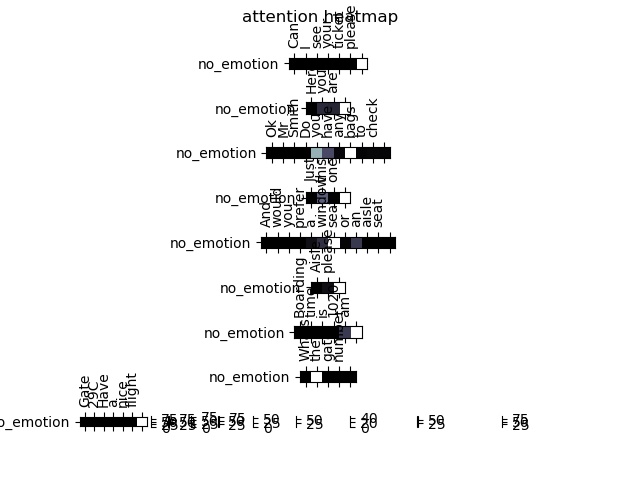 attention heatmap
Can I see your ticket please
no_emotion
Here you are
no_emotion
Ok Mr Smith Do you have any bags to check
no_emotion
Just this one
no_emotion
And would you prefer a window seat or an aisle seat
no_emotion
Aisle please
no_emotion
Boarding time is 1020 am
no_emotion
What's the gate number
no_emotion
Gate 29C Have a nice flight
no_emotion